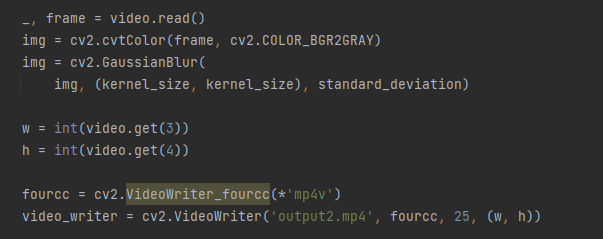 _, frame = video.read()
img = cv2.cvtColor(frame, cv2.COLOR_BGR2GRAY)
img = cv2.GaussianBlur(
    img, (kernel_size, kernel_size), standard_deviation)

w = int(video.get(3))
h = int(video.get(4))

fourcc = cv2.VideoWriter_fourcc(*'mp4v')
video_writer = cv2.VideoWriter('output2.mp4', fourcc, 25, (w, h))